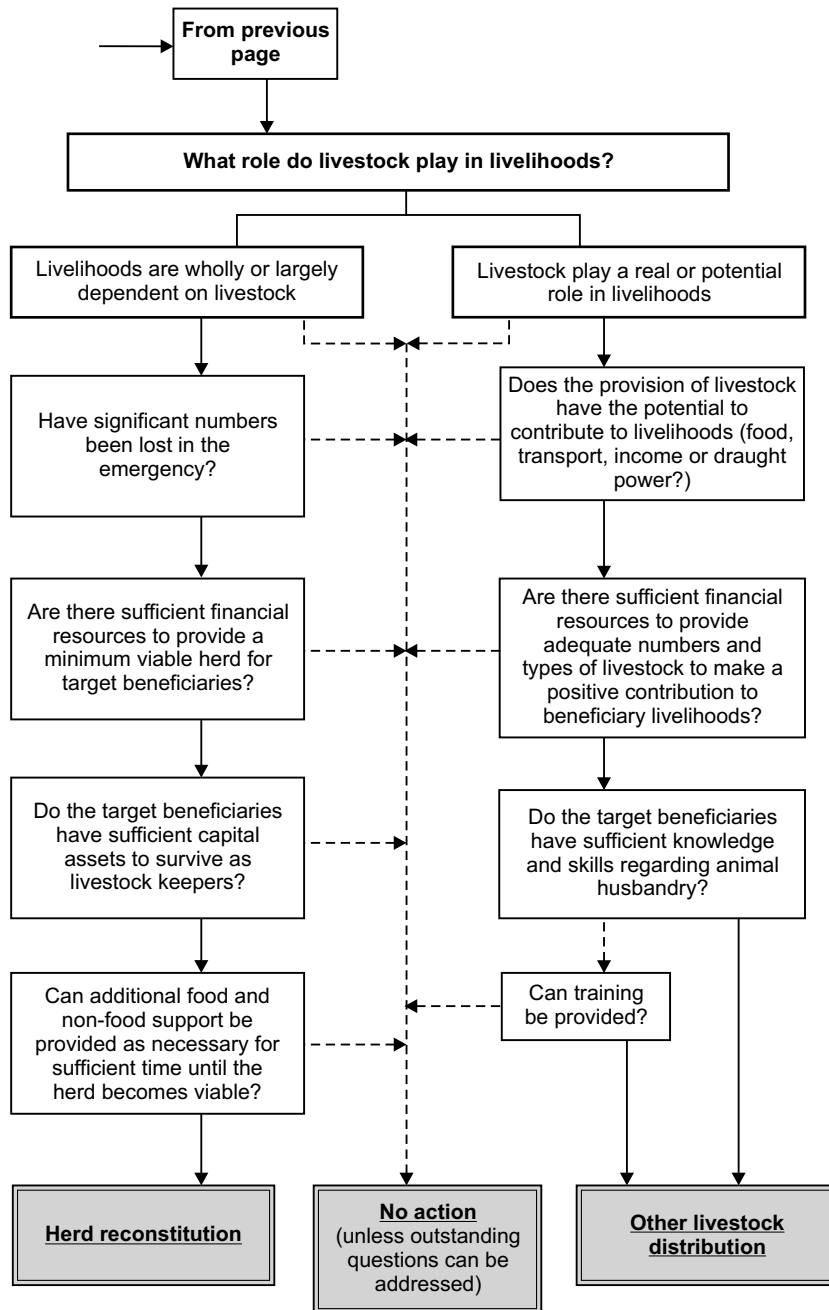 From previous
page
What role do livestock play in livelihoods?
Livelihoods are wholly or largely
dependent on livestock
Livestock play a real or potential
role in livelihoods
Have significant numbers
been lost in the
emergency?
Does the provision of livestock
have the potential to
contribute to livelihoods (food,
transport, income or draught
power?)
Are there sufficient financial
resources to provide a
minimum viable herd for
target beneficiaries?
Are there sufficient financial
resources to provide
adequate numbers and
types of livestock to make a
positive contribution to
beneficiary livelihoods?
Do the target beneficiaries
have sufficient capital
assets to survive as
livestock keepers?
Do the target beneficiaries
have sufficient knowledge
and skills regarding animal
husbandry?
Can additional food and
non-food support be
provided as necessary for
sufficient time until the
herd becomes viable?
Can training
be provided?
Herd reconstitution
No action
(unless outstanding
questions can be
addressed)
Other livestock
distribution